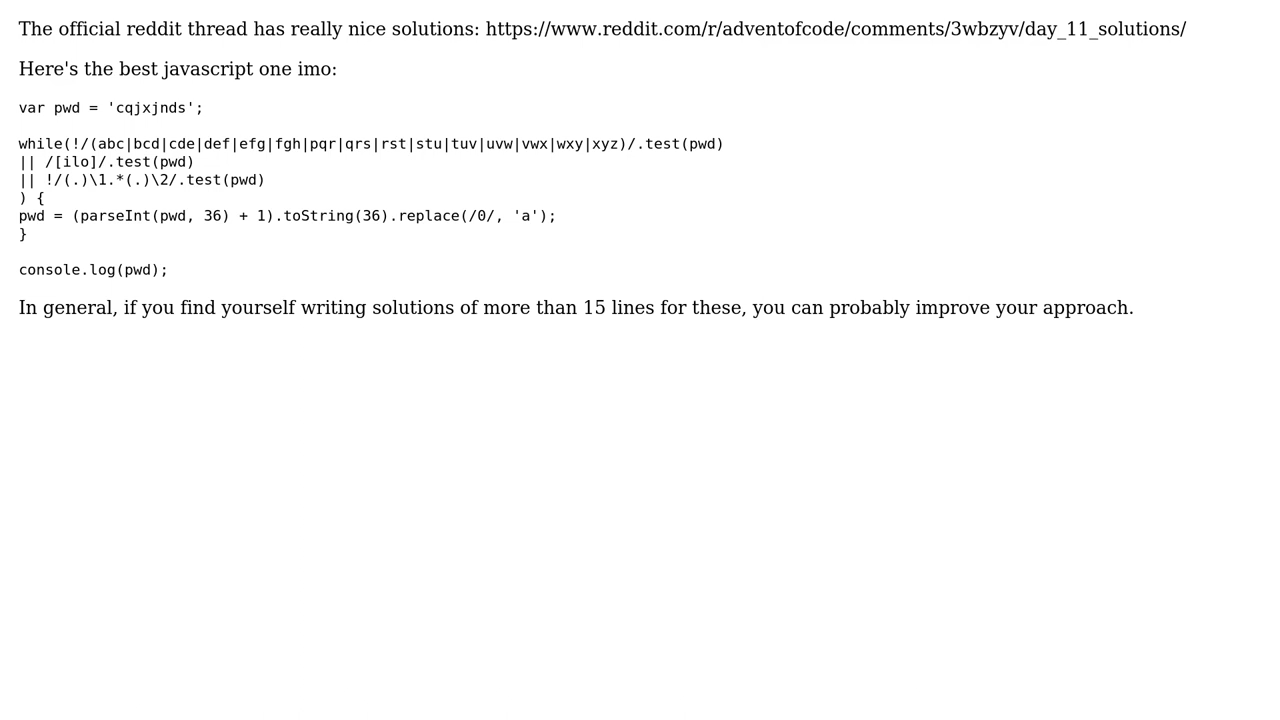 The official reddit thread has really nice solutions: https://www.reddit.com/r/adventofcode/comments/3wbzyv/day_11_solutions/
Here's the best javascript one imo:
var pwd = 'cqjxjnds';
while(!/(abc|bcd|cde|def|efg|fgh|pqr|qrs|rst|stu|tuv|uvw|vwx|wxy|xyz)/.test(pwd)
|| /[ilo]/.test(pwd)
|| !/(.)\1.*(.)\2/.test(pwd)
) {
pwd = (parseInt(pwd, 36) + 1).toString(36).replace(/0/, 'a');
}
console.log(pwd);
In general, if you find yourself writing solutions of more than 15 lines for these, you can probably improve your approach.